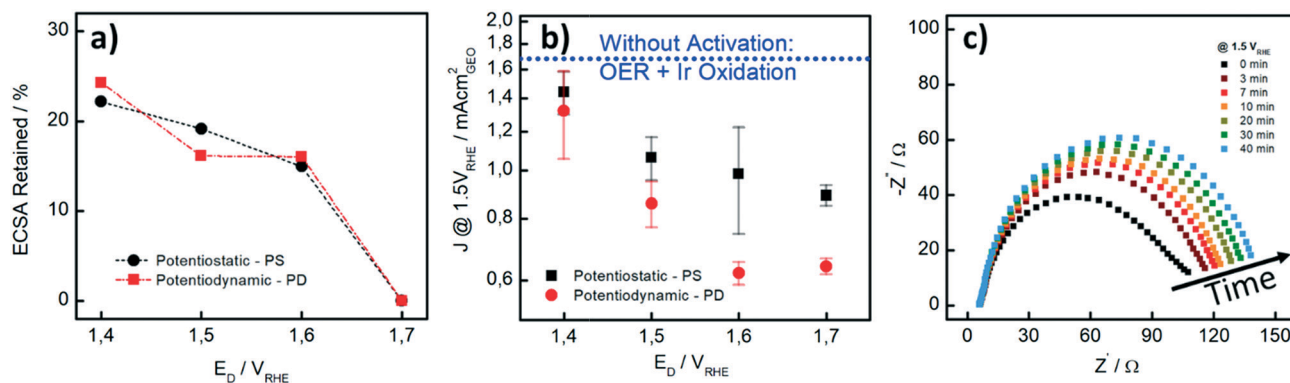 a)
ECSA Retained / %
30
20
10
0
Potentiostatic - PS
Potentiodynamic - PD
1,4 1,5 1,6 1,7
E_D / V_RHE
b)
J @ 1.5V_RHE / mAcm²_GEO
2,0
1,8
1,6
1,4
1,2
1,0
0,8
0,6
Without Activation:
OER + Ir Oxidation
Potentiostatic - PS
Potentiodynamic - PD
1,4 1,5 1,6 1,7
E_D / V_RHE
c)
-Z" / Ω
100
80
60
40
20
0
@ 1.5 V_RHE
0 min
3 min
7 min
10 min
20 min
30 min
40 min
Time
0 30 60 90 120 150
Z' / Ω